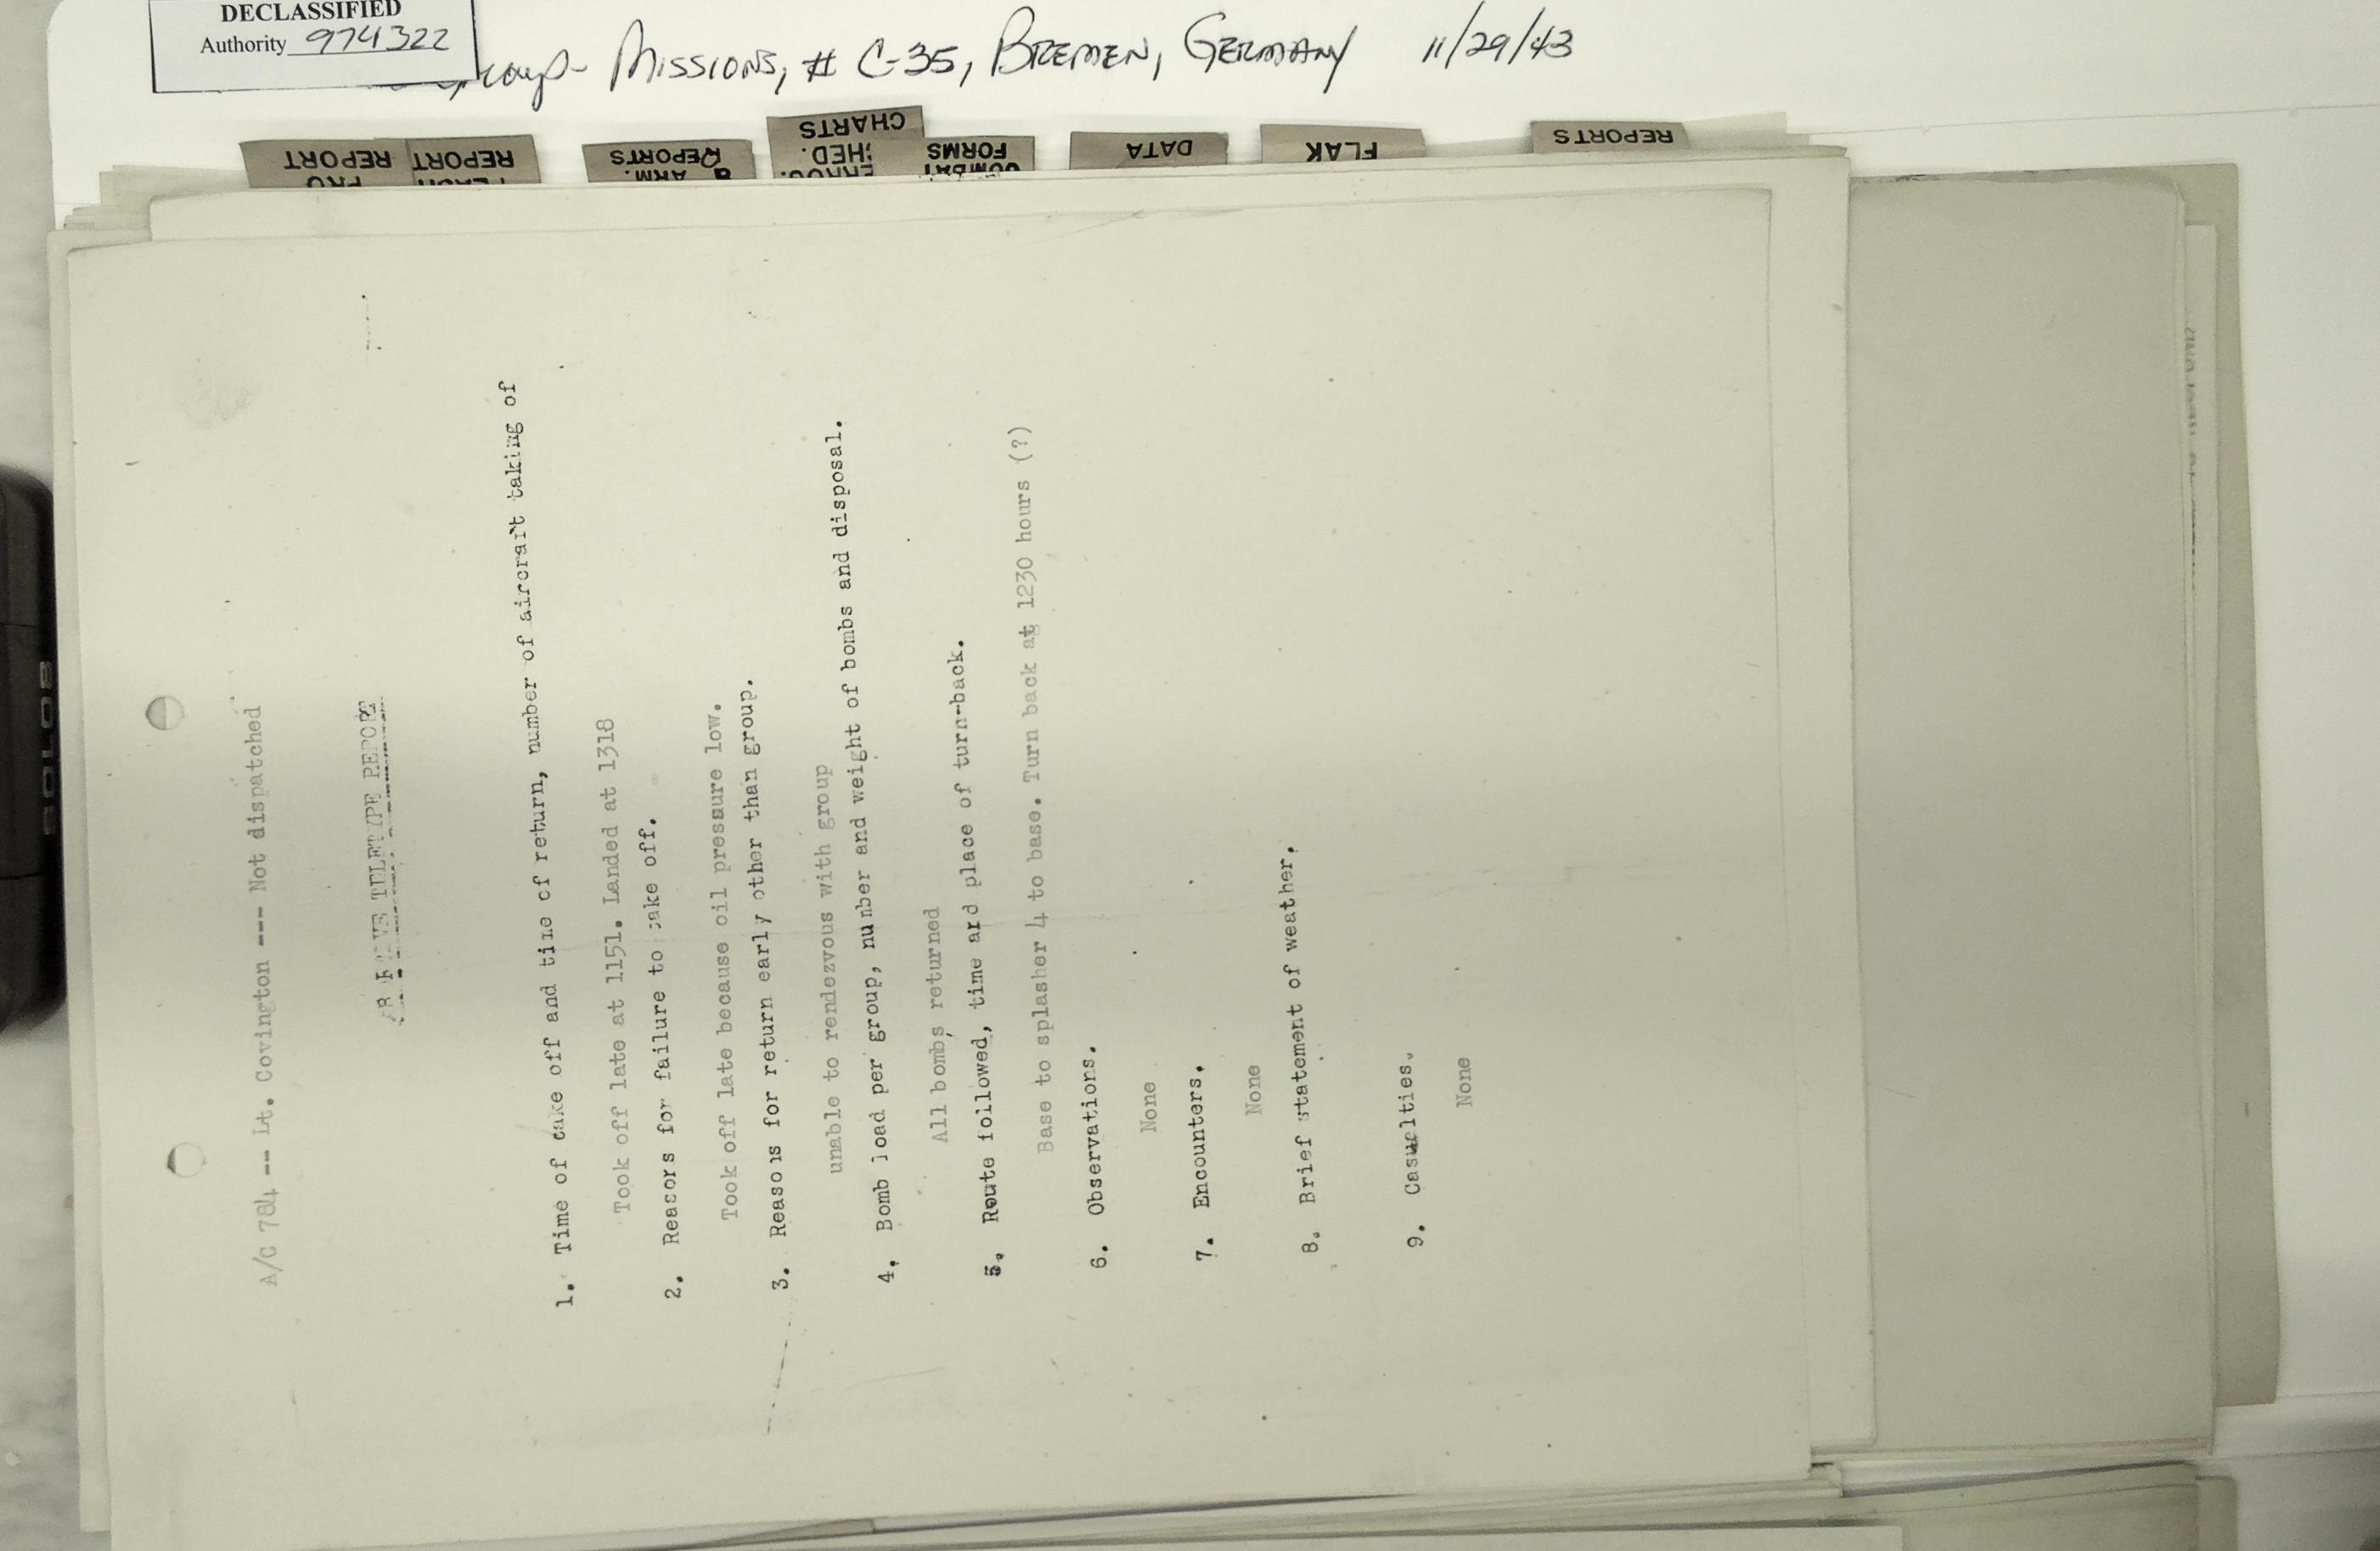 DECLASSIFIED
Authority 974322
Missions, # C-35, Bremen, Germany 11/29/43
REPORT
REPORT
ARM.
REPORTS
CHARTS
FORMS
DATA
FLAK
REPORTS
A/C 784 -- Lt. Covington --- Not dispatched
TELETYPE REPORT
1. Time of take off and time of return, number of aircraft taking of
Took off late at 1151. Landed at 1318
2. Reasons for failure to take off.
Took off late because oil pressure low.
3. Reasons for return early other than group.
unable to rendezvous with group
4. Bomb load per group, number and weight of bombs and disposal.
All bombs returned
5. Route followed, time and place of turn-back.
Base to splasher 4 to base. Turn back at 1230 hours (?)
6. Observations.
None
7. Encounters.
None
8. Brief statement of weather.
9. Casualties.
None